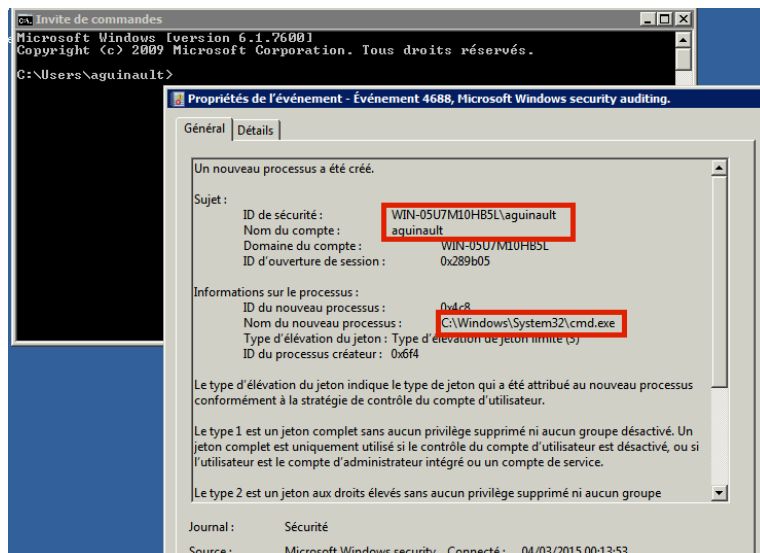 Invite de commandes
Microsoft Windows [version 6.1.7600]
Copyright (c) 2009 Microsoft Corporation. Tous droits réservés.
C:\Users\aguinault>
Propriétés de l'événement - Événement 4688, Microsoft Windows security auditing.
Général Détails
Un nouveau processus a été créé.
Sujet :
ID de sécurité : WIN-05U7M10HB5L\aguinault
Nom du compte : aguinault
Domaine du compte : WIN-05U7M10HB5L
ID d'ouverture de session : 0x289b05
Informations sur le processus :
ID du nouveau processus : 0x4c8
Nom du nouveau processus : C:\Windows\System32\cmd.exe
Type d'élévation du jeton : Type d'élévation de jeton limité (3)
ID du processus créateur : 0x6f4
Le type d'élévation du jeton indique le type de jeton qui a été attribué au nouveau processus
conformément à la stratégie de contrôle du compte d'utilisateur.
Le type 1 est un jeton complet sans aucun privilège supprimé ni aucun groupe désactivé. Un
jeton complet est uniquement utilisé si le contrôle du compte d'utilisateur est désactivé, ou si
l'utilisateur est le compte d'administrateur intégré ou un compte de service.
Le type 2 est un jeton aux droits élevés sans aucun privilège supprimé ni aucun groupe
Journal : Sécurité
Source : Microsoft Windows security Connecté : 04/03/2015 00:13:53